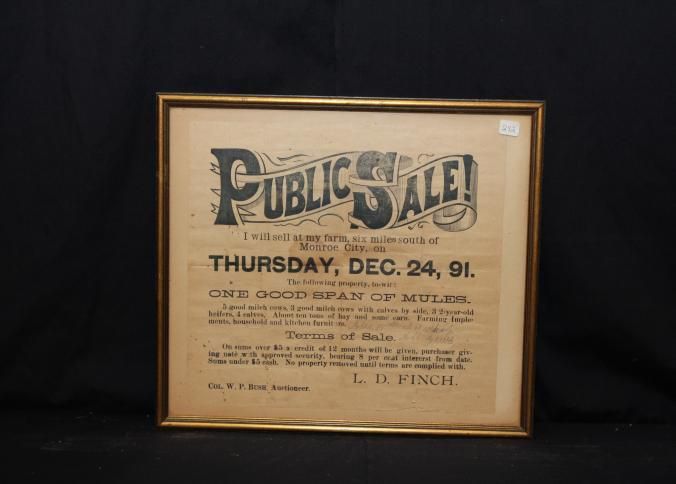 242
PUBLIC SALE!
I will sell at my farm, six miles south of
Monroe City, on
THURSDAY, DEC. 24, 91.
The following property, to-wit:
ONE GOOD SPAN OF MULES.
5 good milch cows, 3 good milch cows with calves by side, 3 2-year-old
heifers, 4 calves. About ten tons of hay and some corn. Farming Imple-
ments, household and kitchen furniture.
Terms of Sale.
On sums over $5 a credit of 12 months will be given, purchaser giv-
ing note with approved security, bearing 8 per cent intererst from date.
Sums under $5 cash. No property removed until terms are complied with.
L. D. FINCH.
COL. W. P. BUSH, Auctioneer.